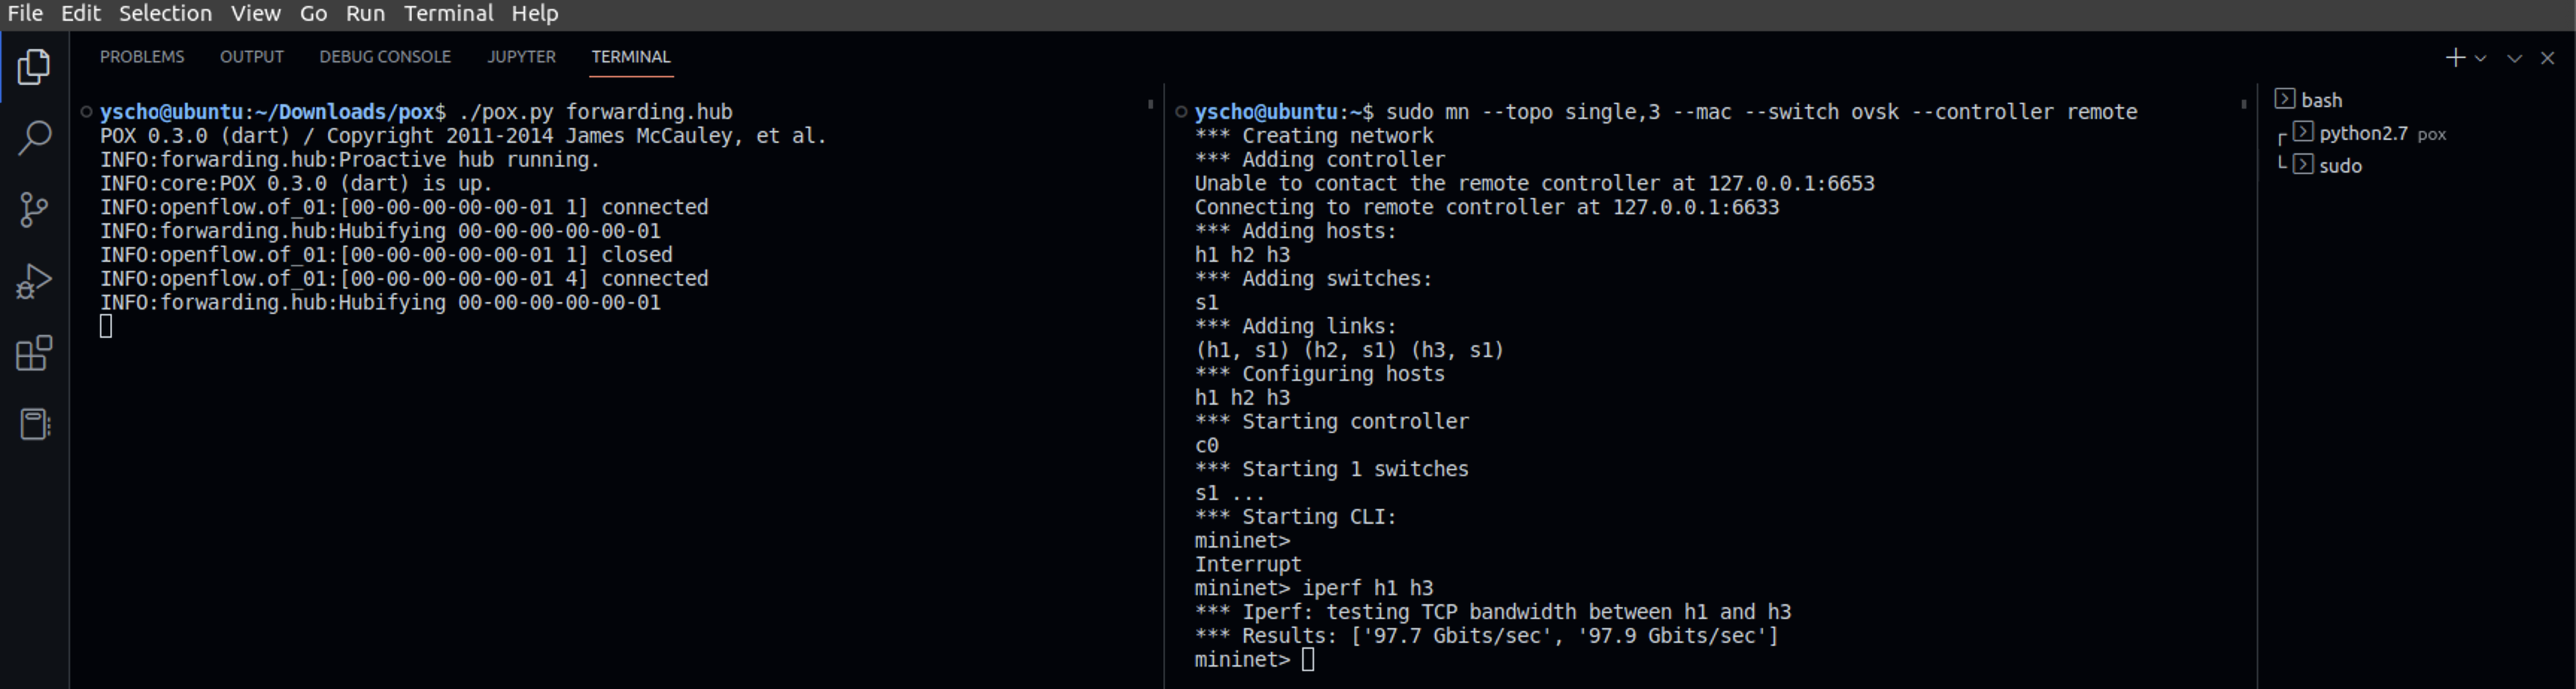 File Edit Selection View Go Run Terminal Help
PROBLEMS OUTPUT DEBUG CONSOLE JUPYTER TERMINAL
yscho@ubuntu:~/Downloads/pox$ ./pox.py forwarding.hub
POX 0.3.0 (dart) / Copyright 2011-2014 James McCauley, et al.
INFO:forwarding.hub:Proactive hub running.
INFO:core:POX 0.3.0 (dart) is up.
INFO:openflow.of_01:[00-00-00-00-00-01 1] connected
INFO:forwarding.hub:Hubifying 00-00-00-00-00-01
INFO:openflow.of_01:[00-00-00-00-00-01 1] closed
INFO:openflow.of_01:[00-00-00-00-00-01 4] connected
INFO:forwarding.hub:Hubifying 00-00-00-00-00-01
yscho@ubuntu:~$ sudo mn --topo single,3 --mac --switch ovsk --controller remote
*** Creating network
*** Adding controller
Unable to contact the remote controller at 127.0.0.1:6653
Connecting to remote controller at 127.0.0.1:6633
*** Adding hosts:
h1 h2 h3
*** Adding switches:
s1
*** Adding links:
(h1, s1) (h2, s1) (h3, s1)
*** Configuring hosts
h1 h2 h3
*** Starting controller
c0
*** Starting 1 switches
s1 ...
*** Starting CLI:
mininet>
Interrupt
mininet> iperf h1 h3
*** Iperf: testing TCP bandwidth between h1 and h3
*** Results: ['97.7 Gbits/sec', '97.9 Gbits/sec']
mininet>
bash
python2.7 pox
sudo